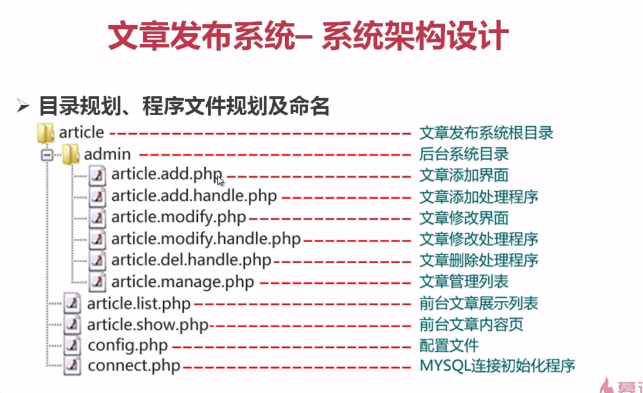 文章发布系统– 系统架构设计
目录规划、程序文件规划及命名
article 文章发布系统根目录
admin 后台系统目录
article.add.php 文章添加界面
article.add.handle.php 文章添加处理程序
article.modify.php 文章修改界面
article.modify.handle.php 文章修改处理程序
article.del.handle.php 文章删除处理程序
article.manage.php 文章管理列表
article.list.php 前台文章展示列表
article.show.php 前台文章内容页
config.php 配置文件
connect.php MYSQL连接初始化程序